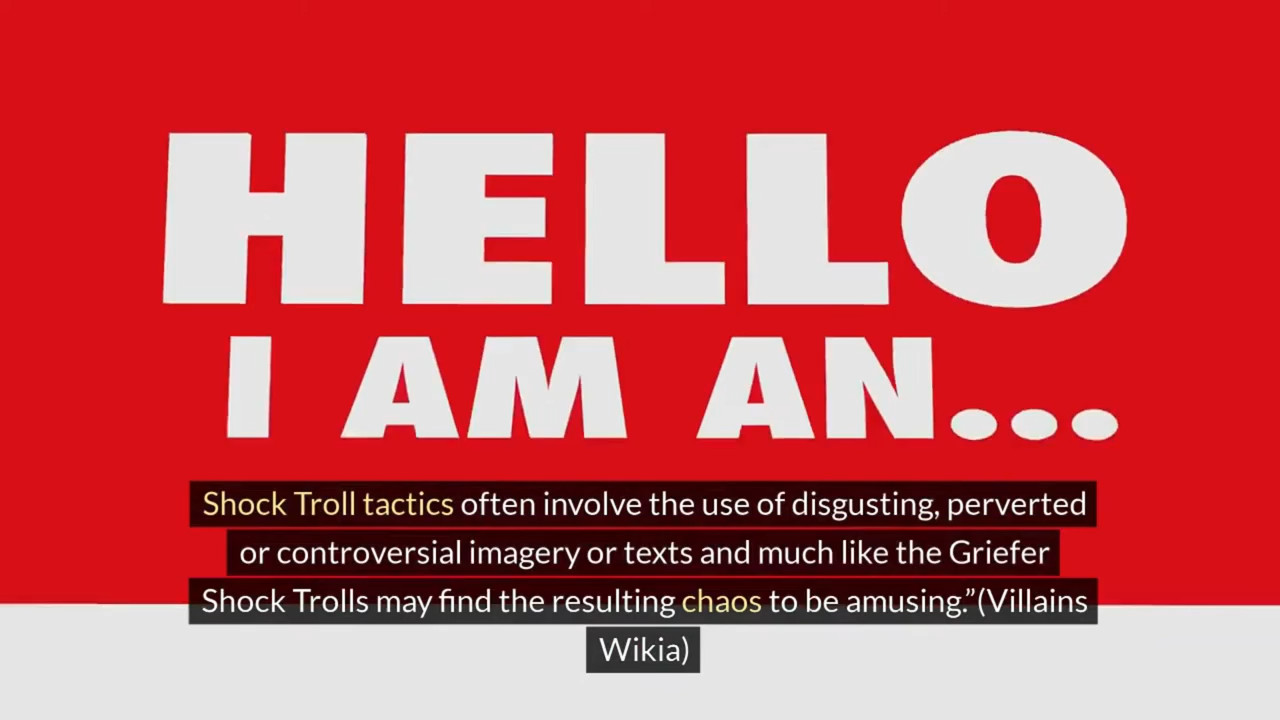 HELLO
I AM AN...
Shock Troll tactics often involve the use of disgusting, perverted
or controversial imagery or texts and much like the Griefer
Shock Trolls may find the resulting chaos to be amusing.”(Villains
Wikia)